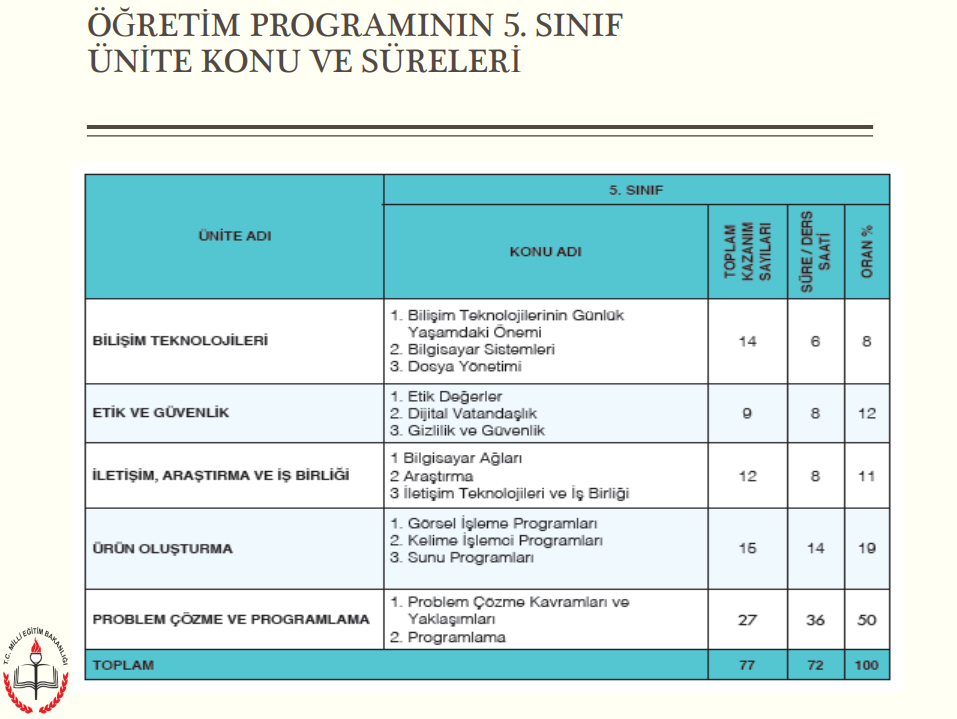 ÖĞRETİM PROGRAMININ 5. SINIF
ÜNİTE KONU VE SÜRELERİ
ÜNİTE ADI
5. SINIF
KONU ADI
TOPLAM
KAZANIM
SAYILARI
SÜRE / DERS
SAATİ
ORAN %
BİLİŞİM TEKNOLOJİLERİ
1. Bilişim Teknolojilerinin Günlük
Yaşamdaki Önemi
2. Bilgisayar Sistemleri
3. Dosya Yönetimi
14
6
8
ETİK VE GÜVENLİK
1. Etik Değerler
2. Dijital Vatandaşlık
3. Gizlilik ve Güvenlik
9
8
12
İLETİŞİM, ARAŞTIRMA VE İŞ BİRLİĞİ
1 Bilgisayar Ağları
2 Araştırma
3 İletişim Teknolojileri ve İş Birliği
12
8
11
ÜRÜN OLUŞTURMA
1. Görsel İşleme Programları
2. Kelime İşlemci Programları
3. Sunu Programları
15
14
19
PROBLEM ÇÖZME VE PROGRAMLAMA
1. Problem Çözme Kavramları ve
Yaklaşımları
2. Programlama
27
36
50
TOPLAM
77
72
100
T.C. MİLLİ EĞİTİM BAKANLIĞI